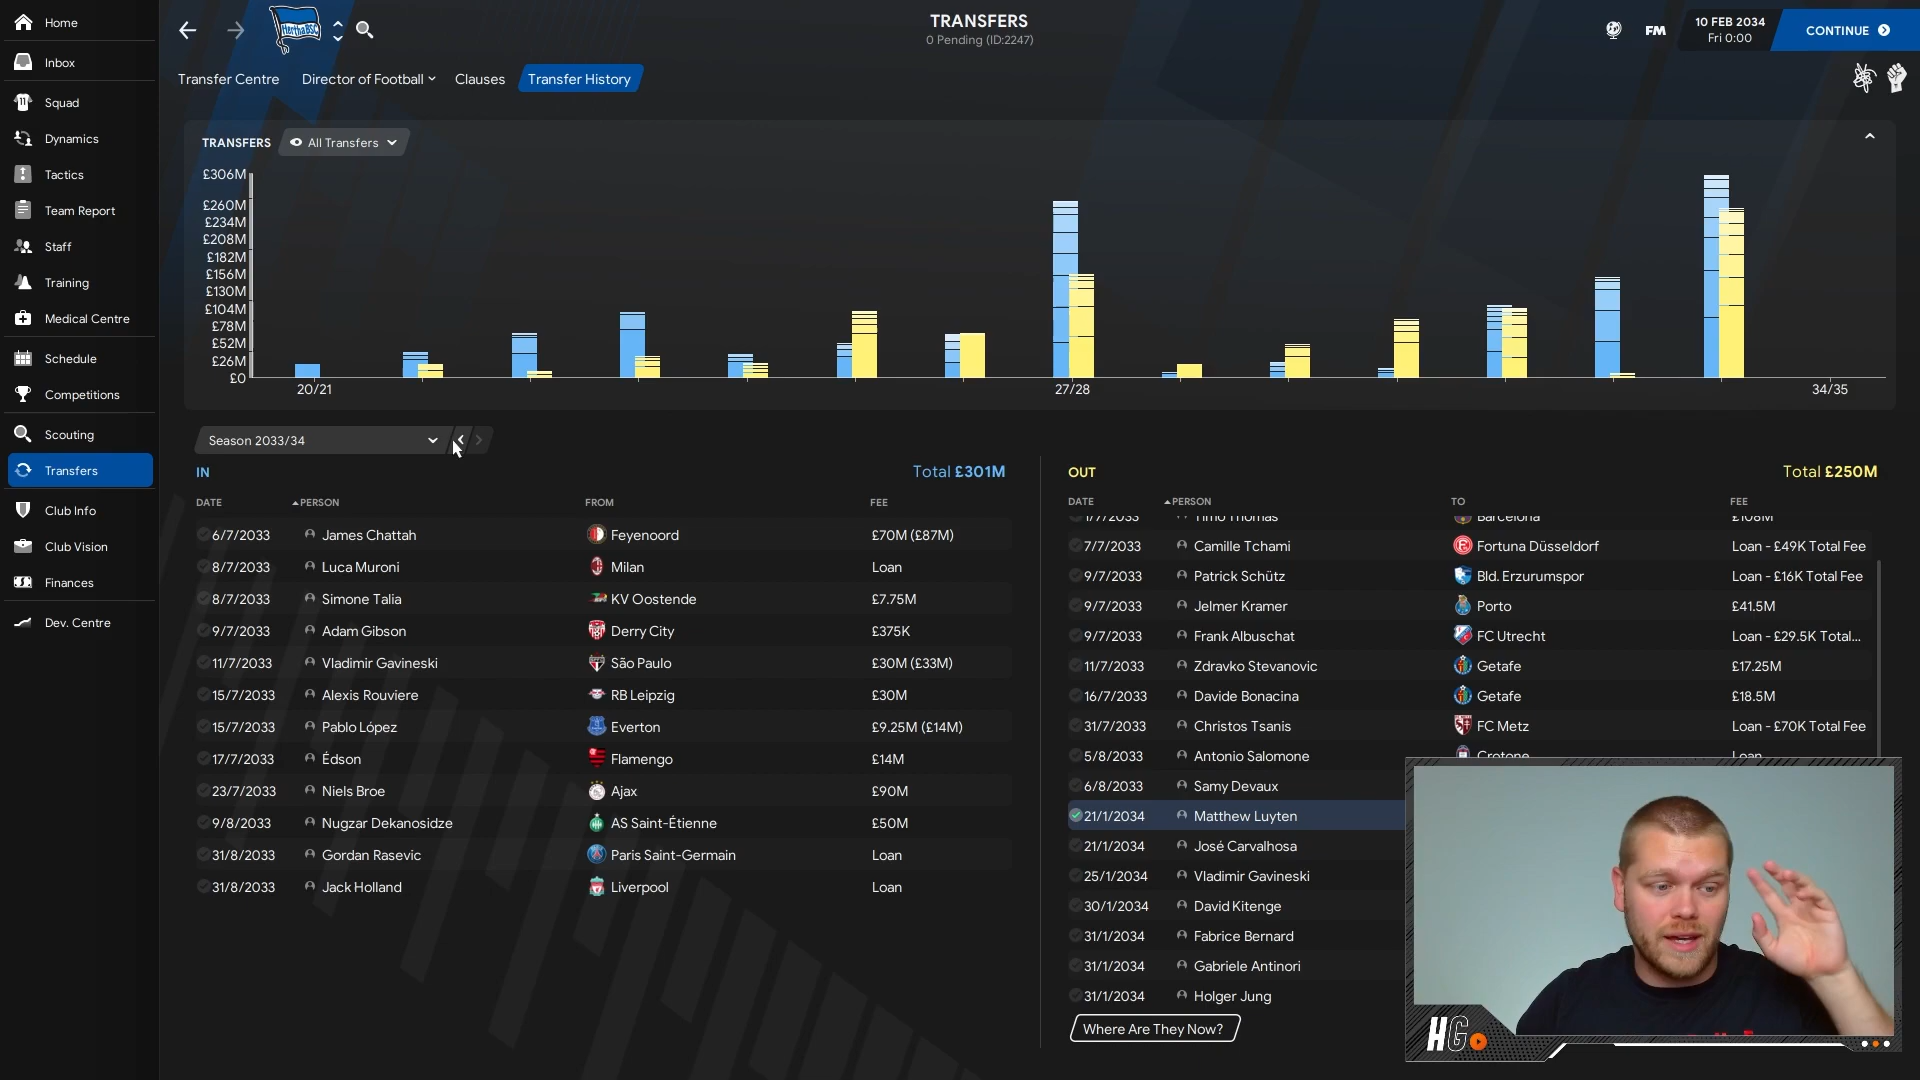 Home
Inbox
Squad
Dynamics
Tactics
Team Report
Staff
Training
Medical Centre
Schedule
Competitions
Scouting
Transfers
Club Info
Club Vision
Finances
Dev. Centre
TRANSFERS
0 Pending (ID:2247)
FM
10 FEB 2034
Fri 0:00
CONTINUE
Transfer Centre
Director of Football
Clauses
Transfer History
TRANSFERS
All Transfers
£306M
£260M
£234M
£208M
£182M
£156M
£130M
£104M
£78M
£52M
£26M
£0
20/21 27/28 34/35
Season 2033/34
IN Total £301M
DATE PERSON FROM FEE
6/7/2033 James Chattah Feyenoord £70M (£87M)
8/7/2033 Luca Muroni Milan Loan
8/7/2033 Simone Talia KV Oostende £7.75M
9/7/2033 Adam Gibson Derry City £375K
11/7/2033 Vladimir Gavineski São Paulo £30M (£33M)
15/7/2033 Alexis Rouviere RB Leipzig £30M
15/7/2033 Pablo López Everton £9.25M (£14M)
17/7/2033 Édson Flamengo £14M
23/7/2033 Niels Broe Ajax £90M
9/8/2033 Nugzar Dekanosidze AS Saint-Étienne £50M
31/8/2033 Gordan Rasevic Paris Saint-Germain Loan
31/8/2033 Jack Holland Liverpool Loan
OUT Total £250M
DATE PERSON TO FEE
1/7/2033 Timo Thomas Barcelona £108M
7/7/2033 Camille Tchami Fortuna Düsseldorf Loan - £49K Total Fee
9/7/2033 Patrick Schütz Bld. Erzurumspor Loan - £16K Total Fee
9/7/2033 Jelmer Kramer Porto £41.5M
9/7/2033 Frank Albuschat FC Utrecht Loan - £29.5K Total...
11/7/2033 Zdravko Stevanovic Getafe £17.25M
16/7/2033 Davide Bonacina Getafe £18.5M
31/7/2033 Christos Tsanis FC Metz Loan - £70K Total Fee
5/8/2033 Antonio Salomone Crotone Loan
6/8/2033 Samy Devaux
21/1/2034 Matthew Luyten
21/1/2034 José Carvalhosa
25/1/2034 Vladimir Gavineski
30/1/2034 David Kitenge
31/1/2034 Fabrice Bernard
31/1/2034 Gabriele Antinori
31/1/2034 Holger Jung
Where Are They Now?
HG